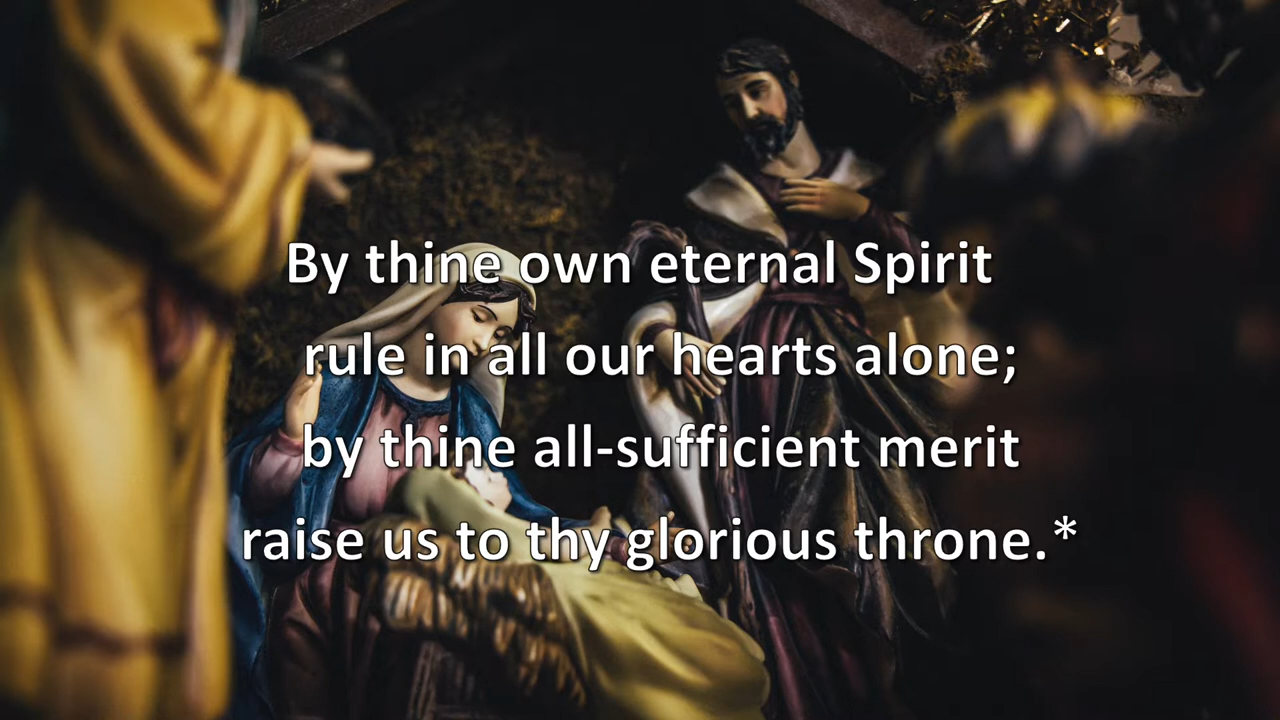 By thine own eternal Spirit
rule in all our hearts alone;
by thine all-sufficient merit
raise us to thy glorious throne.*